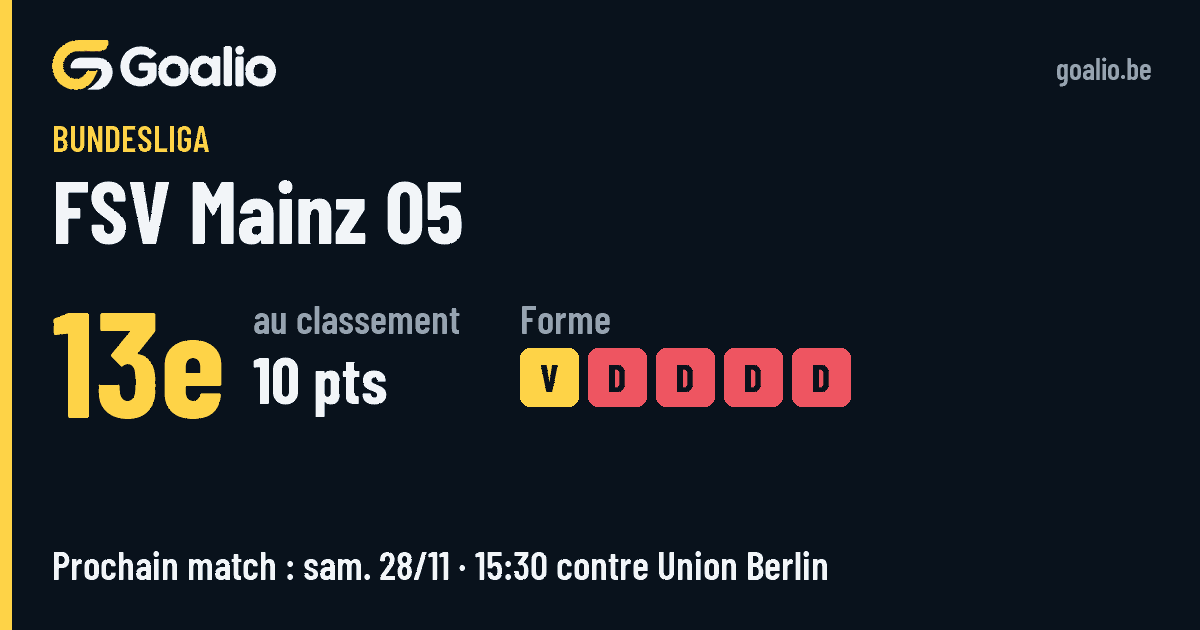 Goalio
goalio.be
BUNDESLIGA
FSV Mainz 05
13e
au classement
10 pts
Forme
V D D D D
Prochain match : sam. 28/11 · 15:30 contre Union Berlin